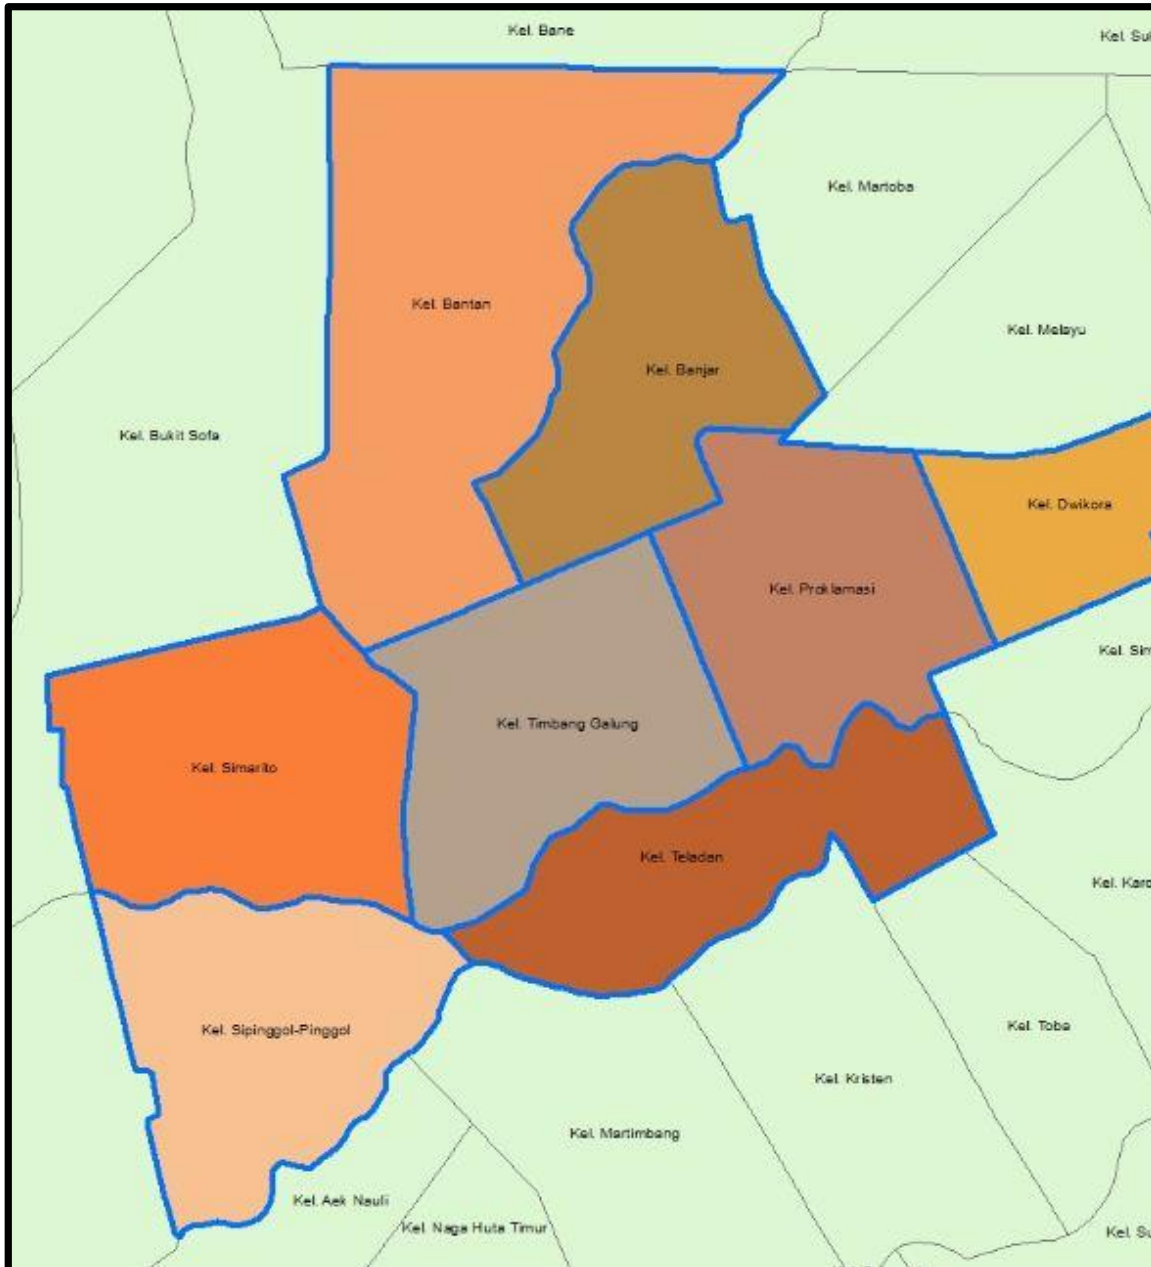 Kel. Bane
Kel. Martoba
Kel. Bantan
Kel. Melayu
Kel. Banjar
Kel. Bukit Sofa
Kel. Dwikora
Kel. Proklamasi
Kel. Timbang Galung
Kel. Simarito
Kel. Teladan
Kel. Sipinggol-Pinggol
Kel. Toba
Kel. Kristen
Kel. Martimbang
Kel. Aek Nauli
Kel. Naga Huta Timur